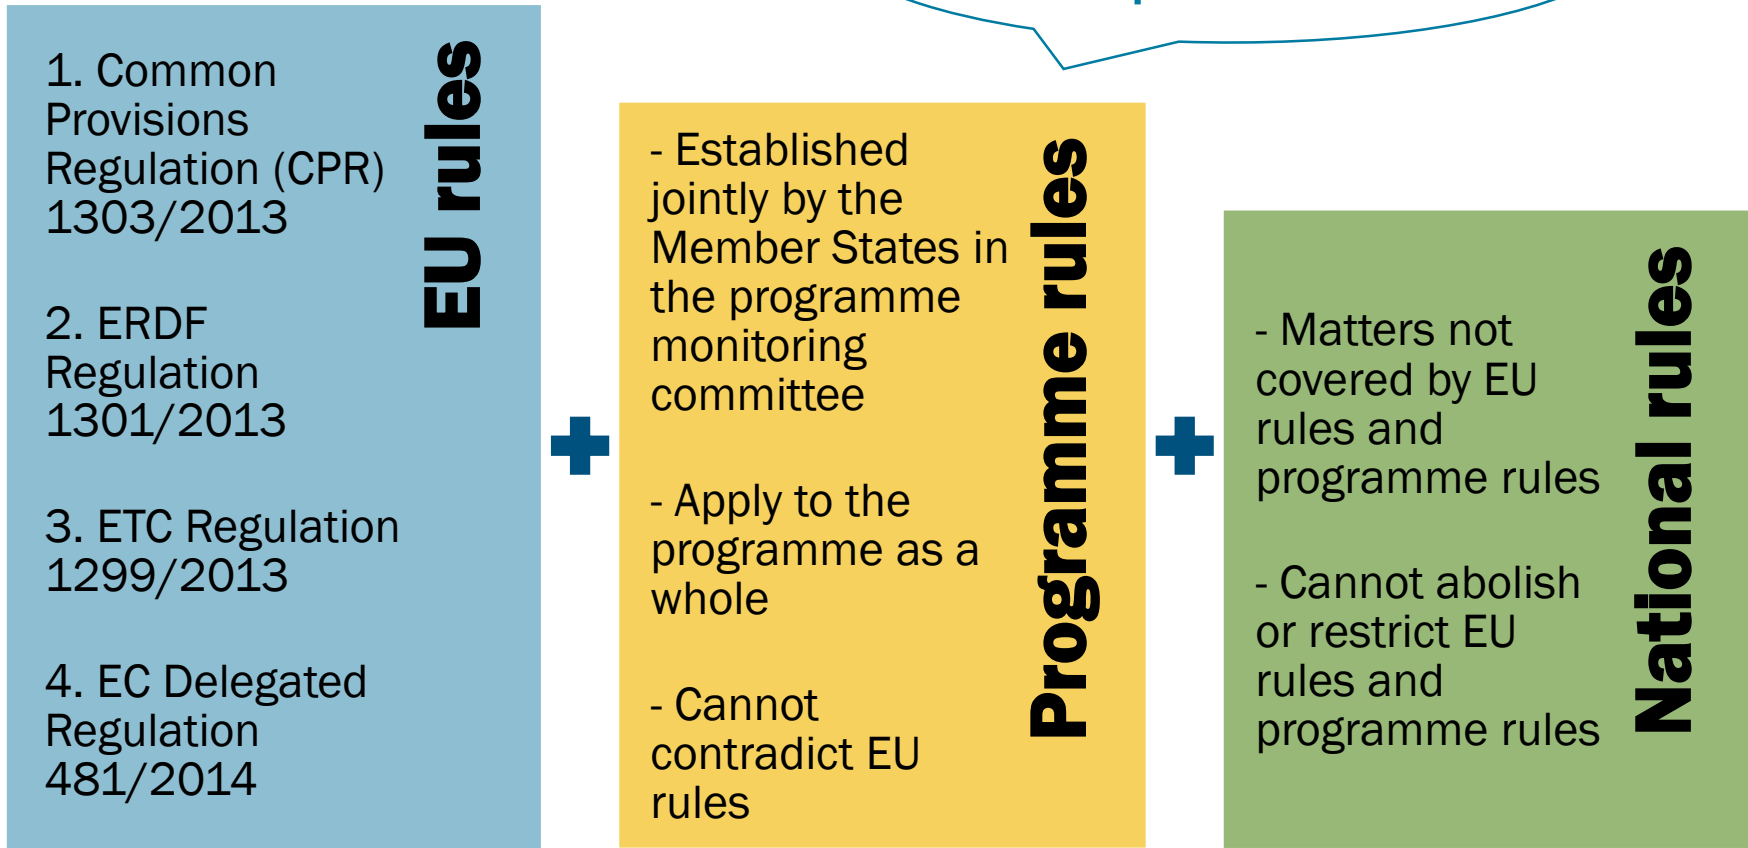 1. Common
Provisions
Regulation (CPR)
1303/2013
2. ERDF
Regulation
1301/2013
3. ETC Regulation
1299/2013
4. EC Delegated
Regulation
481/2014
EU rules
- Established
jointly by the
Member States in
the programme
monitoring
committee
- Apply to the
programme as a
whole
- Cannot
contradict EU
rules
Programme rules
- Matters not
covered by EU
rules and
programme rules
- Cannot abolish
or restrict EU
rules and
programme rules
National rules